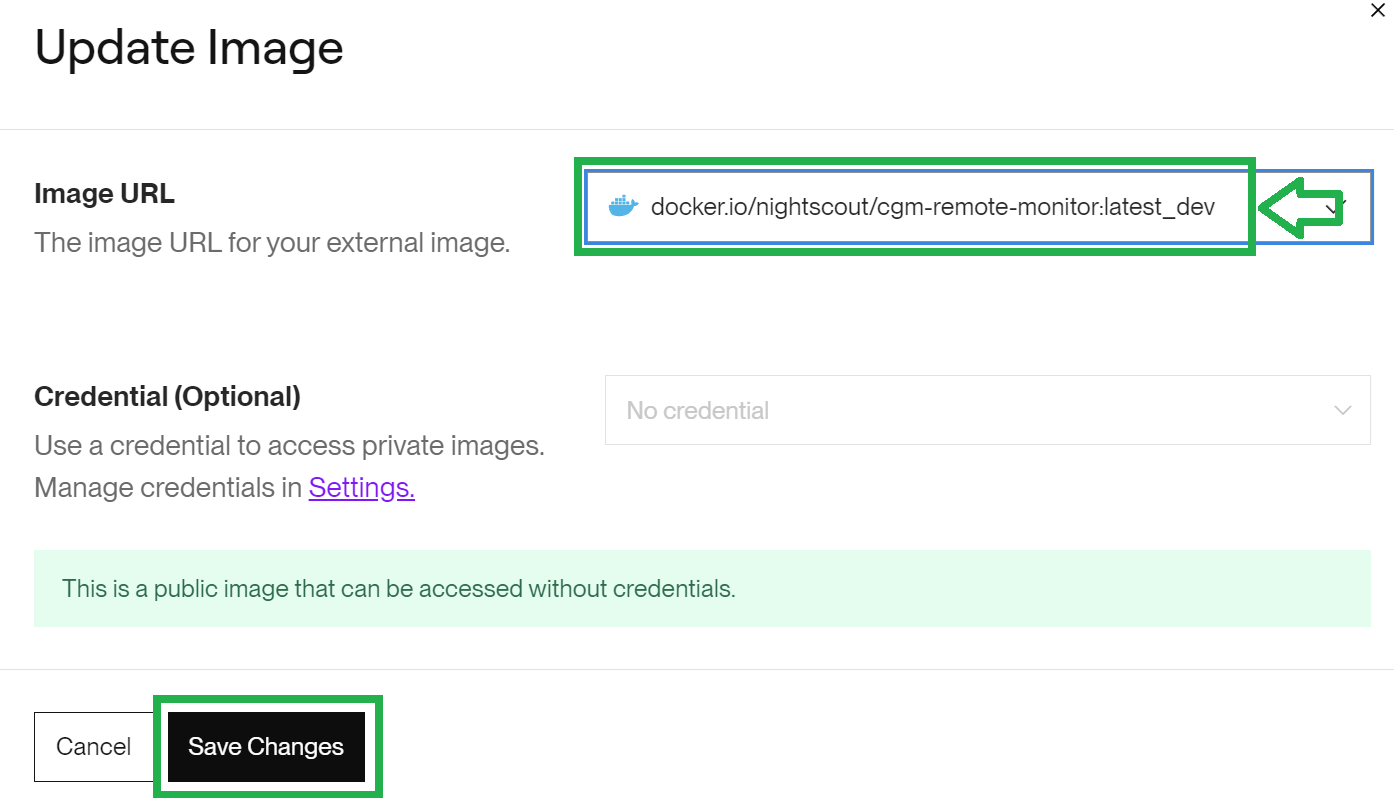 Update Image
Image URL
docker.io/nightscout/cgm-remote-monitor:latest_dev
The image URL for your external image.
Credential (Optional)
No credential
Use a credential to access private images.
Manage credentials in Settings.
This is a public image that can be accessed without credentials.
Cancel
Save Changes